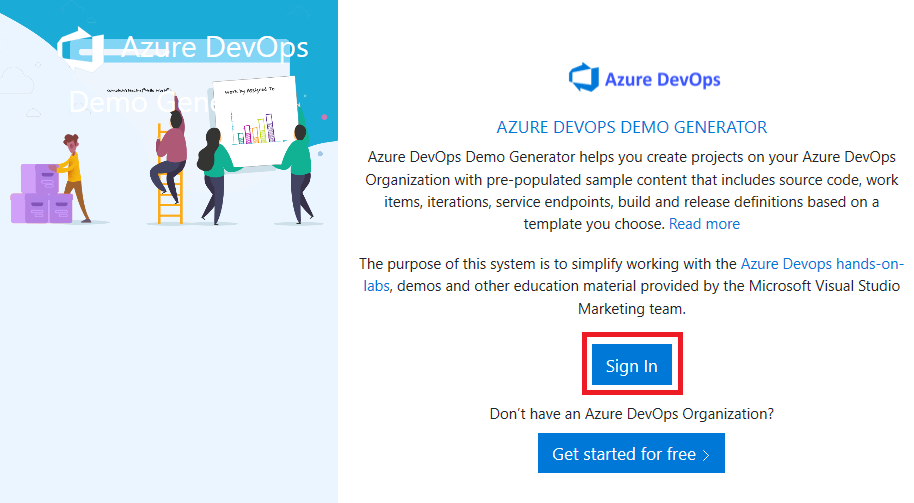 Azure DevOps
Demo Gene
Work by Assigned To
Azure DevOps
AZURE DEVOPS DEMO GENERATOR
Azure DevOps Demo Generator helps you create projects on your Azure DevOps
Organization with pre-populated sample content that includes source code, work
items, iterations, service endpoints, build and release definitions based on a
template you choose. Read more
The purpose of this system is to simplify working with the Azure Devops hands-on-
labs, demos and other education material provided by the Microsoft Visual Studio
Marketing team.
Sign In
Don't have an Azure DevOps Organization?
Get started for free